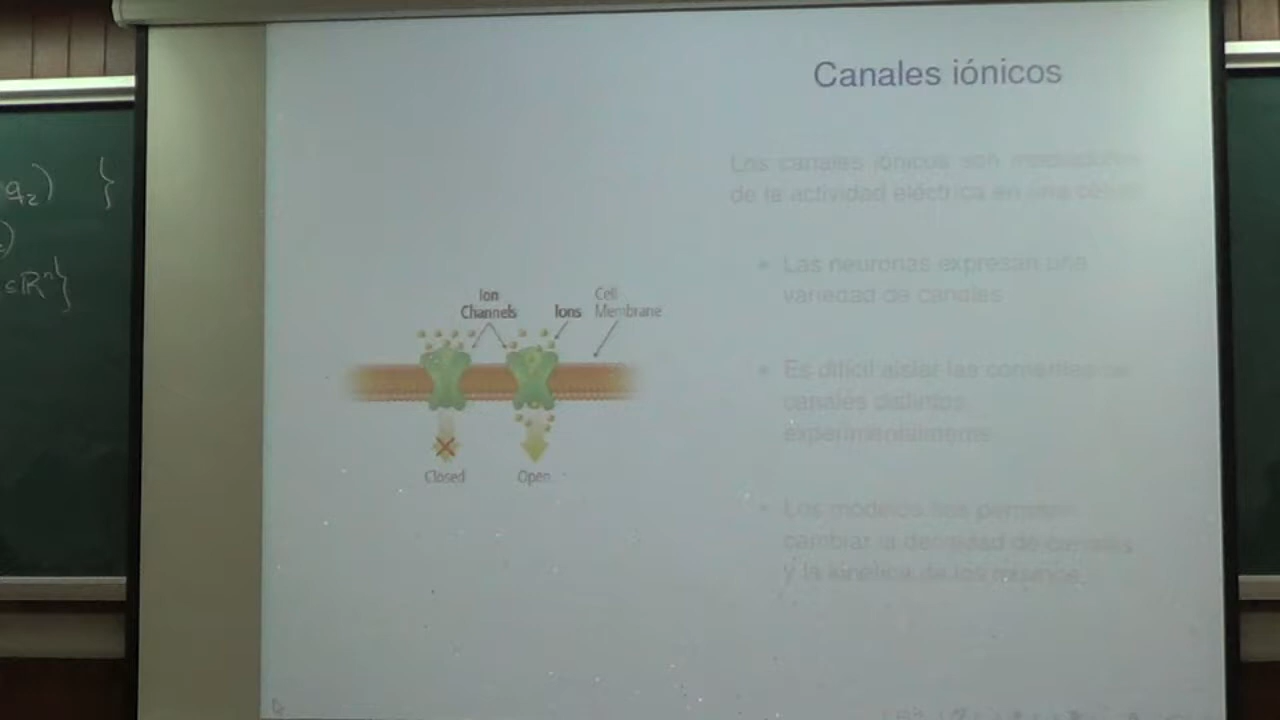 Canales iónicos
Los canales iónicos son
de la actividad eléctrica en una
Las neuronas expresan una
variedad de canales
Es difícil aislar las corrientes de
canales distintos
experimentalmente
Los modelos nos permiten
cambiar la densidad de canales
y la kinética de los mismos
Ion
Channels
Ions
Cell
Membrane
Closed
Open
q₂) }
∈ℝⁿ}